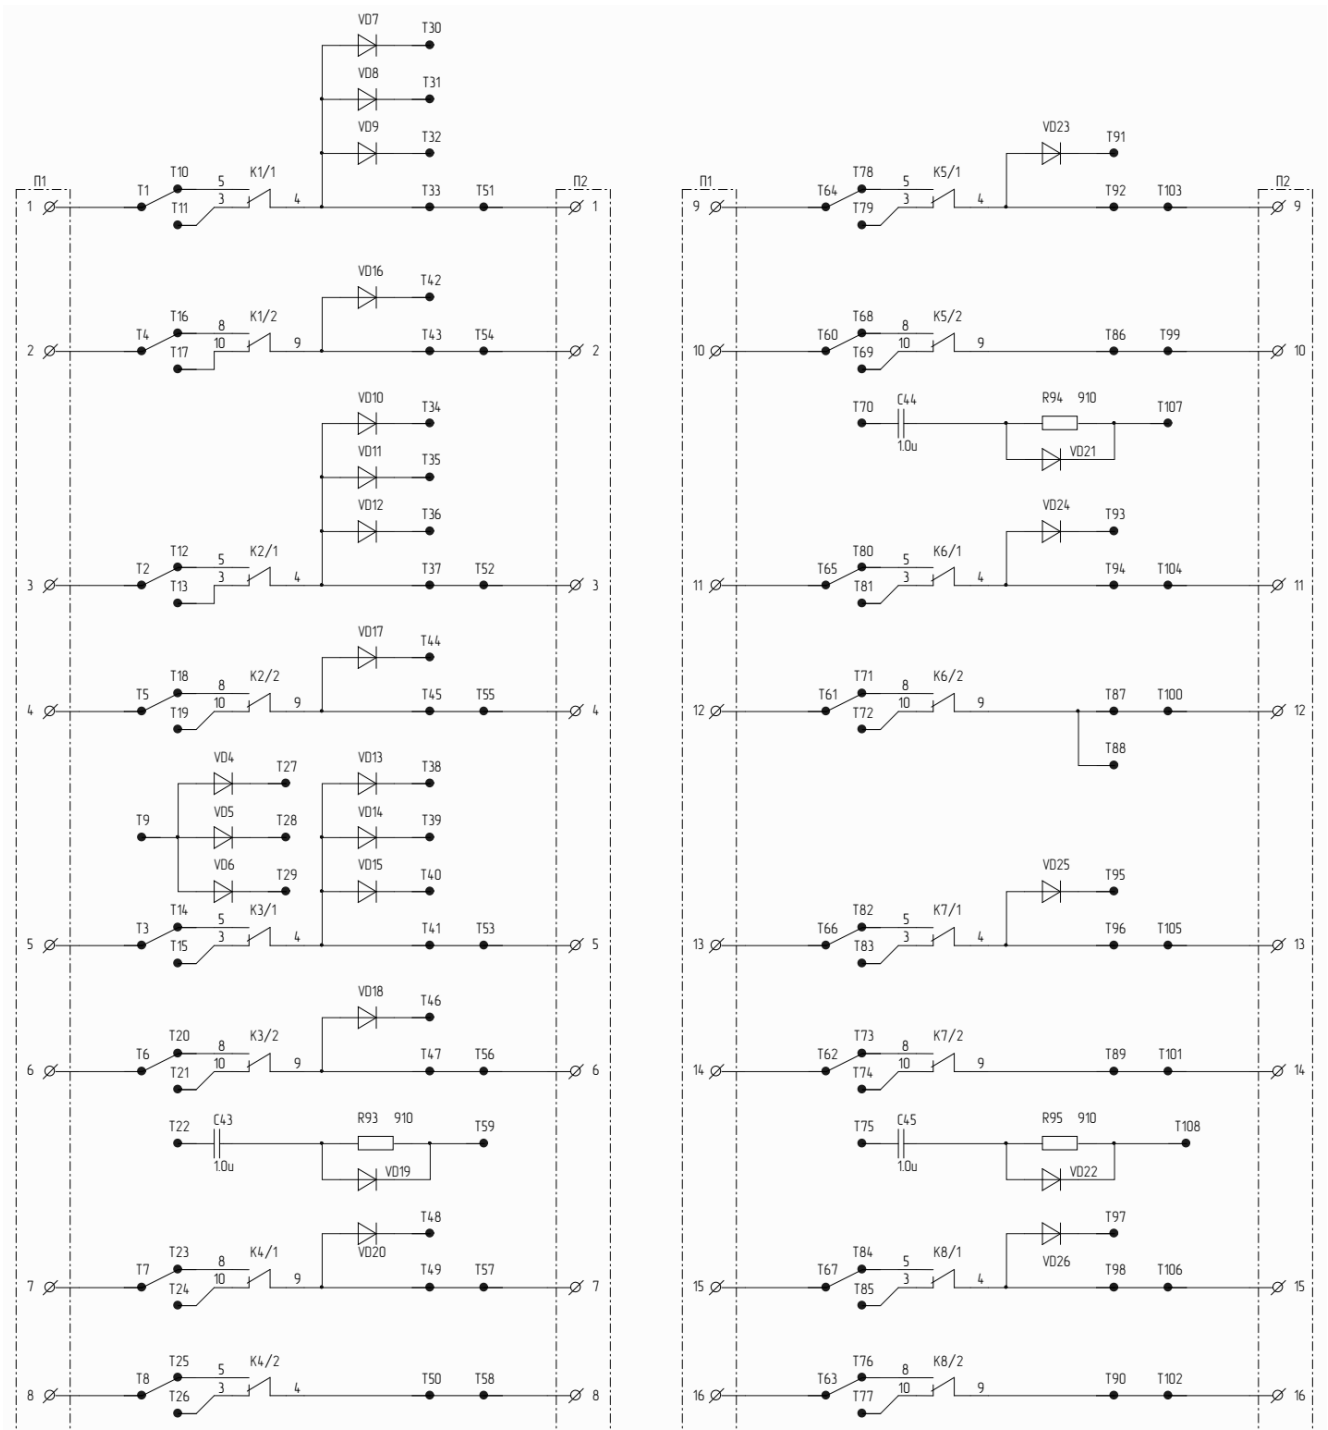 VD7 T30
VD8 T31
VD9 T32
П1 T10 5 K1/1 П2
1 T1 T11 3 4 T33 T51 1
VD16 T42
T16 8 K1/2
2 T4 T17 10 9 T43 T54 2
VD10 T34
VD11 T35
VD12 T36
T12 5 K2/1
3 T2 T13 3 4 T37 T52 3
VD17 T44
T18 8 K2/2
4 T5 T19 10 9 T45 T55 4
VD4 T27 VD13 T38
T9 VD5 T28 VD14 T39
VD6 T29 VD15 T40
T14 5 K3/1
5 T3 T15 3 4 T41 T53 5
VD18 T46
T20 8 K3/2
6 T6 T21 10 9 T47 T56 6
T22 C43 R93 910 T59
1.0u VD19
T48
VD20
T23 8 K4/1
7 T7 T24 10 9 T49 T57 7
T25 5 K4/2
8 T8 T26 3 4 T50 T58 8
VD23 T91
П1 T78 5 K5/1 П2
9 T64 T79 3 4 T92 T103 9
T68 8 K5/2
10 T60 T69 10 9 T86 T99 10
T70 C44 R94 910 T107
1.0u VD21
VD24 T93
T80 5 K6/1
11 T65 T81 3 4 T94 T104 11
T71 8 K6/2
12 T61 T72 10 9 T87 T100 12
T88
VD25 T95
T82 5 K7/1
13 T66 T83 3 4 T96 T105 13
T73 8 K7/2
14 T62 T74 10 9 T89 T101 14
T75 C45 R95 910 T108
1.0u VD22
T97
VD26
T84 5 K8/1
15 T67 T85 3 4 T98 T106 15
T76 8 K8/2
16 T63 T77 10 9 T90 T102 16